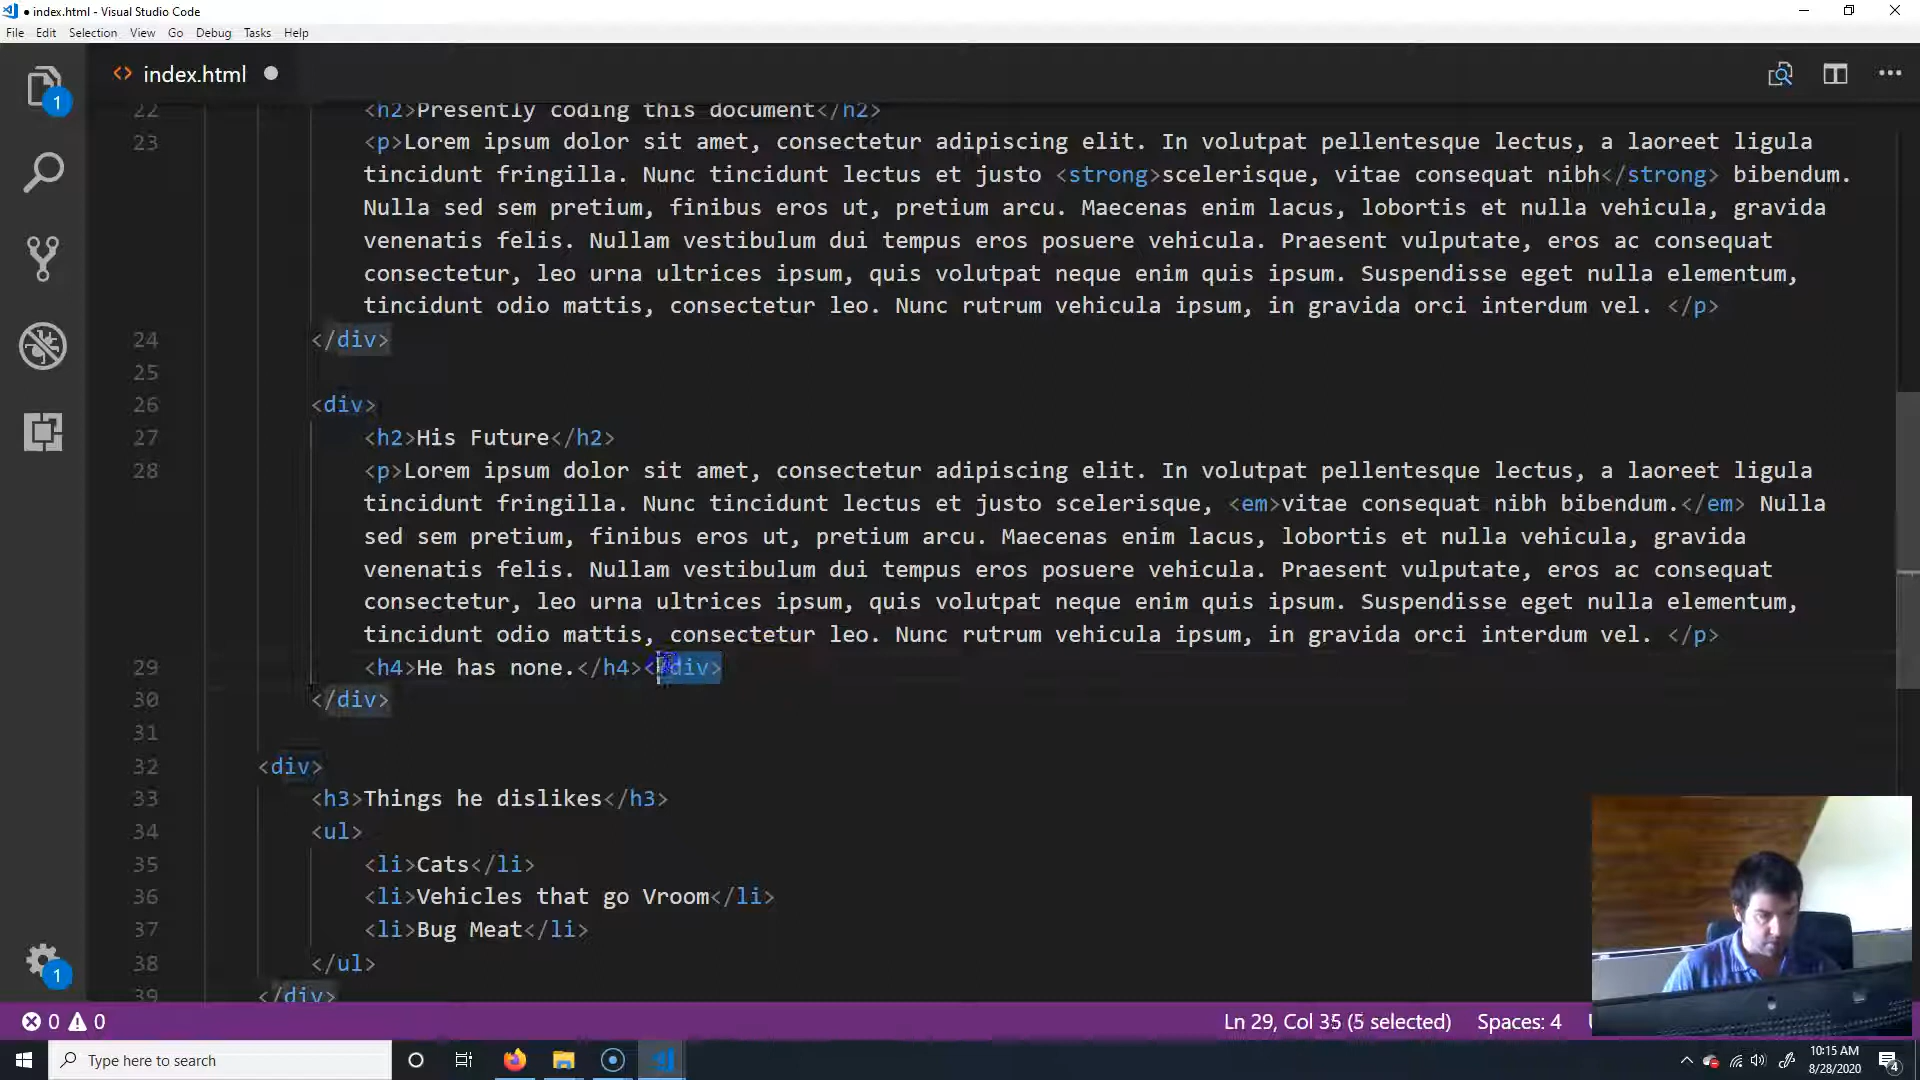 index.html - Visual Studio Code
File Edit Selection View Go Debug Tasks Help
1 index.html
22 <h2>Presently coding this document</h2>
23 <p>Lorem ipsum dolor sit amet, consectetur adipiscing elit. In volutpat pellentesque lectus, a laoreet ligula
tincidunt fringilla. Nunc tincidunt lectus et justo <strong>scelerisque, vitae consequat nibh</strong> bibendum.
Nulla sed sem pretium, finibus eros ut, pretium arcu. Maecenas enim lacus, lobortis et nulla vehicula, gravida
venenatis felis. Nullam vestibulum dui tempus eros posuere vehicula. Praesent vulputate, eros ac consequat
consectetur, leo urna ultrices ipsum, quis volutpat neque enim quis ipsum. Suspendisse eget nulla elementum,
tincidunt odio mattis, consectetur leo. Nunc rutrum vehicula ipsum, in gravida orci interdum vel. </p>
24 </div>
25
26 <div>
27 <h2>His Future</h2>
28 <p>Lorem ipsum dolor sit amet, consectetur adipiscing elit. In volutpat pellentesque lectus, a laoreet ligula
tincidunt fringilla. Nunc tincidunt lectus et justo scelerisque, <em>vitae consequat nibh bibendum.</em> Nulla
sed sem pretium, finibus eros ut, pretium arcu. Maecenas enim lacus, lobortis et nulla vehicula, gravida
venenatis felis. Nullam vestibulum dui tempus eros posuere vehicula. Praesent vulputate, eros ac consequat
consectetur, leo urna ultrices ipsum, quis volutpat neque enim quis ipsum. Suspendisse eget nulla elementum,
tincidunt odio mattis, consectetur leo. Nunc rutrum vehicula ipsum, in gravida orci interdum vel. </p>
29 <h4>He has none.</h4></div>
30 </div>
31
32 <div>
33 <h3>Things he dislikes</h3>
34 <ul>
35 <li>Cats</li>
36 <li>Vehicles that go Vroom</li>
37 <li>Bug Meat</li>
38 </ul>
39 </div>
1
0 0 Ln 29, Col 35 (5 selected) Spaces: 4
Type here to search 10:15 AM
8/28/2020 4